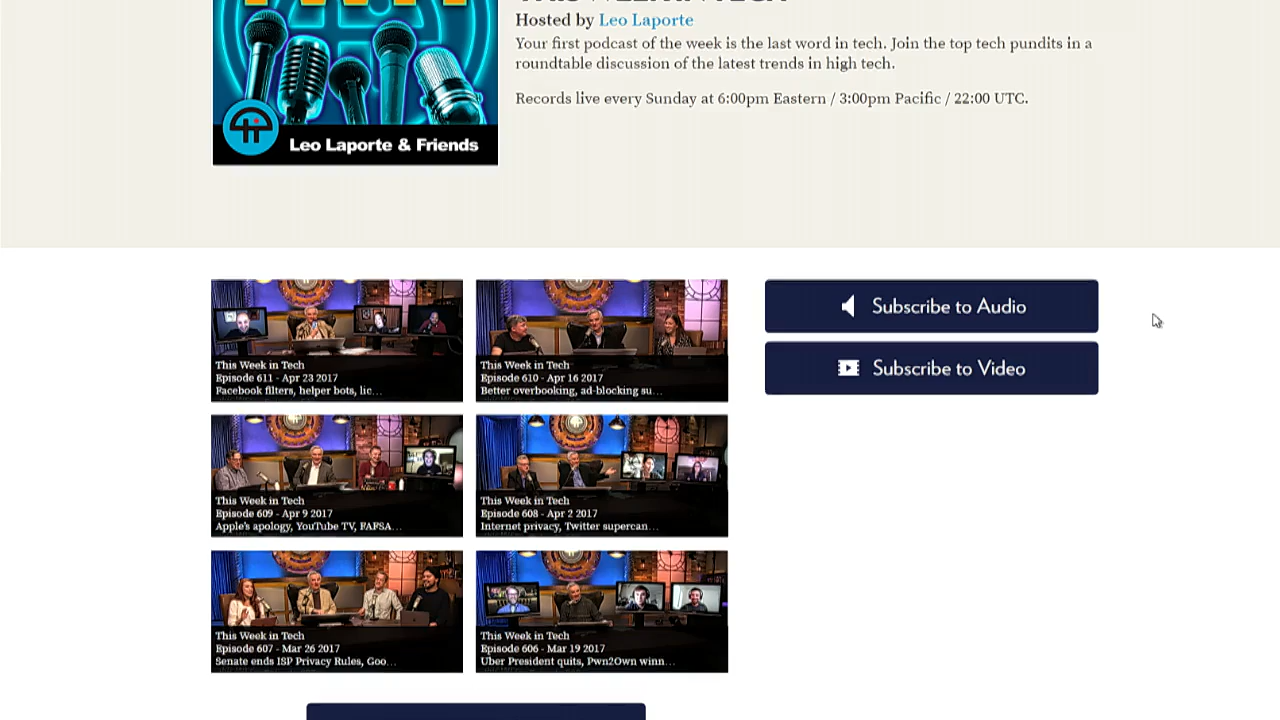 THIS WEEK IN TECH
Hosted by Leo Laporte
Your first podcast of the week is the last word in tech. Join the top tech pundits in a
roundtable discussion of the latest trends in high tech.
Records live every Sunday at 6:00pm Eastern / 3:00pm Pacific / 22:00 UTC.
Leo Laporte & Friends
Subscribe to Audio
Subscribe to Video
This Week in Tech
Episode 611 - Apr 23 2017
Facebook filters, helper bots, lic...
This Week in Tech
Episode 610 - Apr 16 2017
Better overbooking, ad-blocking su...
This Week in Tech
Episode 609 - Apr 9 2017
Apple's apology, YouTube TV, FAFSA...
This Week in Tech
Episode 608 - Apr 2 2017
Internet privacy, Twitter supercan...
This Week in Tech
Episode 607 - Mar 26 2017
Senate ends ISP Privacy Rules, Goo...
This Week in Tech
Episode 606 - Mar 19 2017
Uber President quits, Pwn2Own winn...